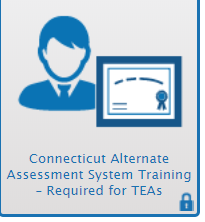 Connecticut Alternate
Assessment System Training
– Required for TEAs